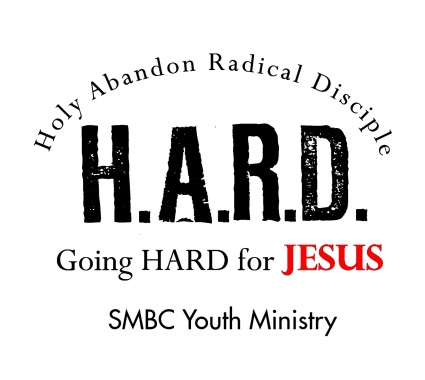 Holy Abandon Radical Disciple
H.A.R.D.
Going HARD for JESUS
SMBC Youth Ministry